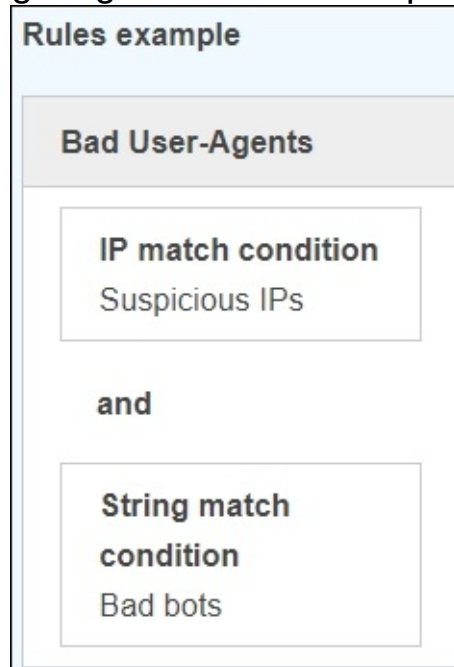 Rules example
Bad User-Agents
IP match condition
Suspicious IPs
and
String match
condition
Bad bots